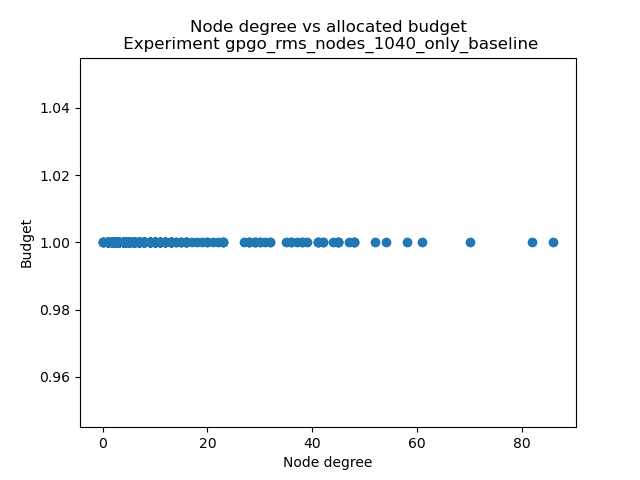 Node degree vs allocated budget
Experiment gpgo_rms_nodes_1040_only_baseline
1.04
1.02
1.00
0.98
0.96
Budget
0
20
40
60
80
Node degree